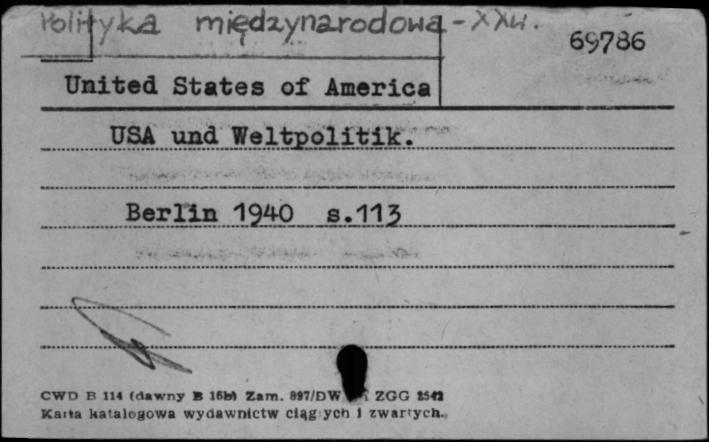 Polityka międzynarodowa - XX w.
69786
United States of America
USA und Weltpolitik.
Berlin 1940 s.113
CWD B 114 (dawny B 16b) Zam. 897/DW ZGG 2542
Karta katalogowa wydawnictw ciągłych i zwartych.